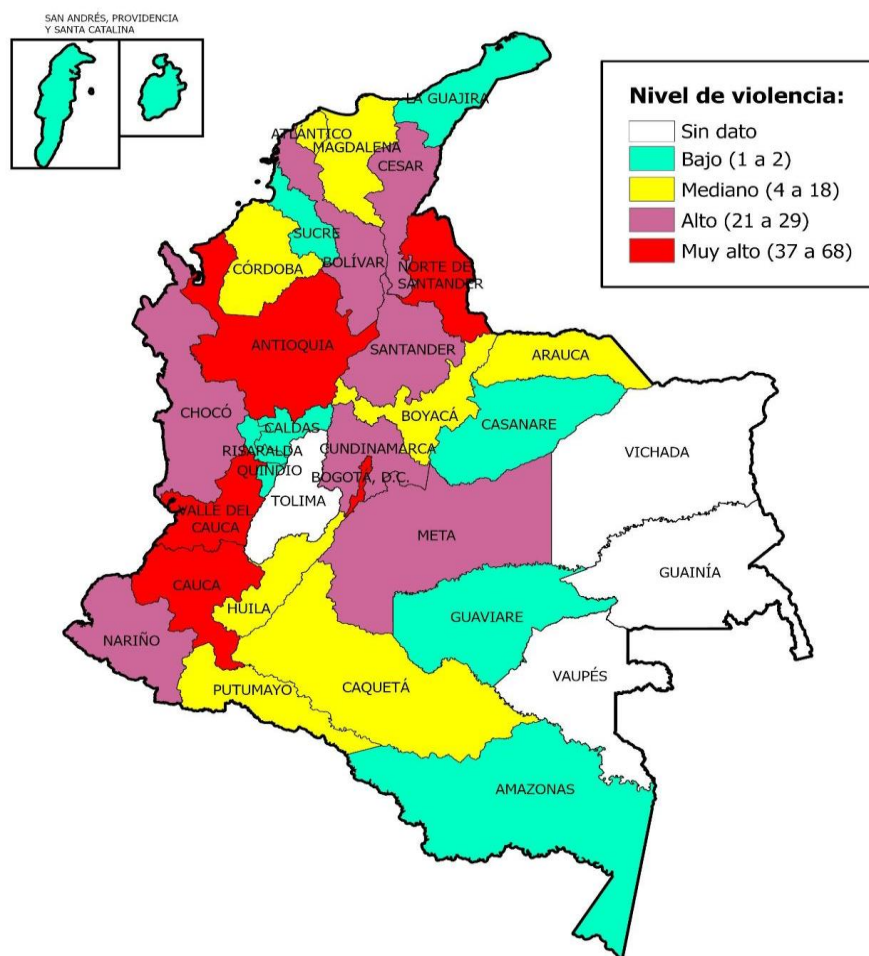 SAN ANDRÉS, PROVIDENCIA
Y SANTA CATALINA
Nivel de violencia:
Sin dato
Bajo (1 a 2)
Mediano (4 a 18)
Alto (21 a 29)
Muy alto (37 a 68)
LA GUAJIRA
ATLÁNTICO
MAGDALENA
CESAR
SUCRE
BOLÍVAR
CÓRDOBA
NORTE DE
SANTANDER
ANTIOQUIA
SANTANDER
ARAUCA
CHOCÓ
BOYACÁ
CASANARE
CALDAS
RISARALDA
CUNDINAMARCA
VICHADA
QUINDIO
BOGOTÁ, D.C.
TOLIMA
VALLE DEL
CAUCA
META
GUAINÍA
CAUCA
HUILA
GUAVIARE
NARIÑO
VAUPÉS
PUTUMAYO
CAQUETÁ
AMAZONAS